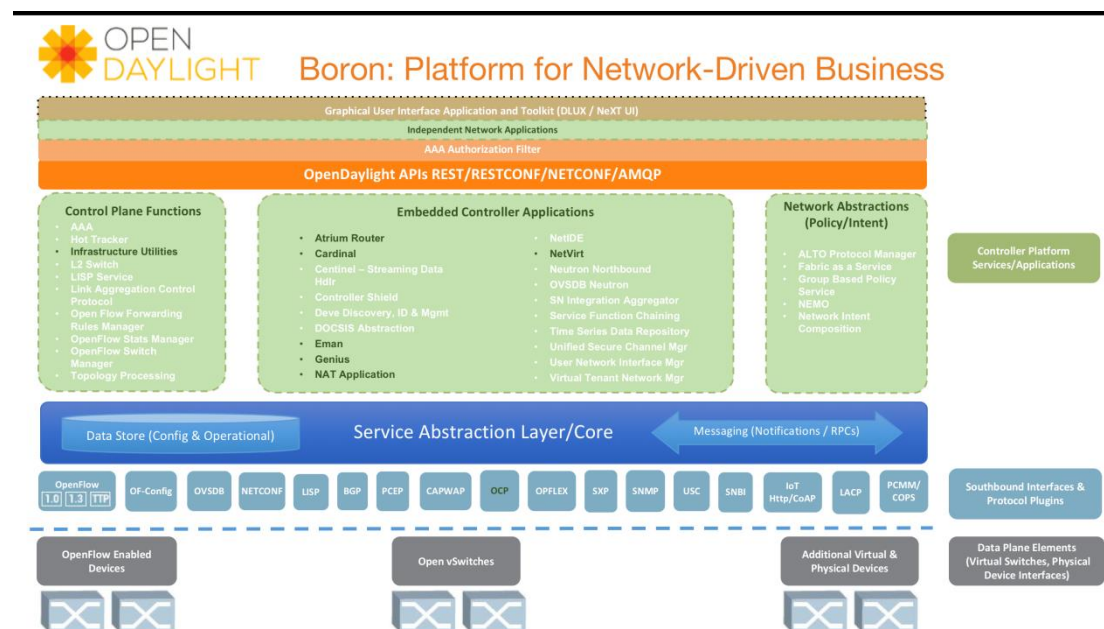 OPEN
DAYLIGHT
Boron: Platform for Network-Driven Business
Graphical User Interface Application and Toolkit (DLUX / NeXT UI)
Independent Network Applications
AAA Authorization Filter
OpenDaylight APIs REST/RESTCONF/NETCONF/AMQP
Control Plane Functions
• AAA
• Hot Tracker
• Infrastructure Utilities
• L2 Switch
• LISP Service
• Link Aggregation Control
Protocol
• Open Flow Forwarding
Rules Manager
• OpenFlow Stats Manager
• OpenFlow Switch
Manager
• Topology Processing
Embedded Controller Applications
• Atrium Router
• Cardinal
• Centinel – Streaming Data
Hdlr
• Controller Shield
• Deve Discovery, ID & Mgmt
• DOCSIS Abstraction
• Eman
• Genius
• NAT Application
• NetIDE
• NetVirt
• Neutron Northbound
• OVSDB Neutron
• SN Integration Aggregator
• Service Function Chaining
• Time Series Data Repository
• Unified Secure Channel Mgr
• User Network Interface Mgr
• Virtual Tenant Network Mgr
Network Abstractions
(Policy/Intent)
• ALTO Protocol Manager
• Fabric as a Service
• Group Based Policy
Service
• NEMO
• Network Intent
Composition
Controller Platform
Services/Applications
Data Store (Config & Operational)
Service Abstraction Layer/Core
Messaging (Notifications / RPCs)
OpenFlow
1.0 1.3 TTP
OF-Config
OVSDB
NETCONF
LISP
BGP
PCEP
CAPWAP
OCP
OPFLEX
SXP
SNMP
USC
SNBI
IoT
Http/CoAP
LACP
PCMM/
COPS
Southbound Interfaces &
Protocol Plugins
OpenFlow Enabled
Devices
Open vSwitches
Additional Virtual &
Physical Devices
Data Plane Elements
(Virtual Switches, Physical
Device Interfaces)